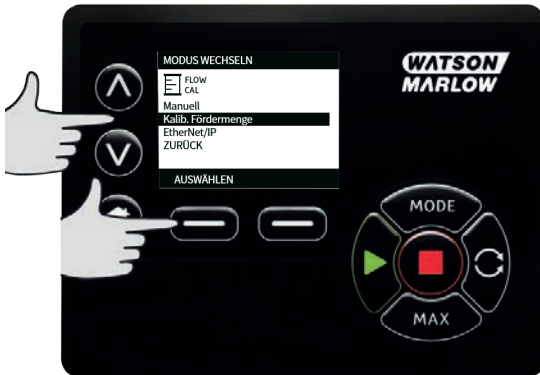 MODUS WECHSELN
FLOW
CAL
Manuell
Kalib. Fördermenge
EtherNet/IP
ZURÜCK
AUSWÄHLEN
WATSON
MARLOW
MODE
MAX